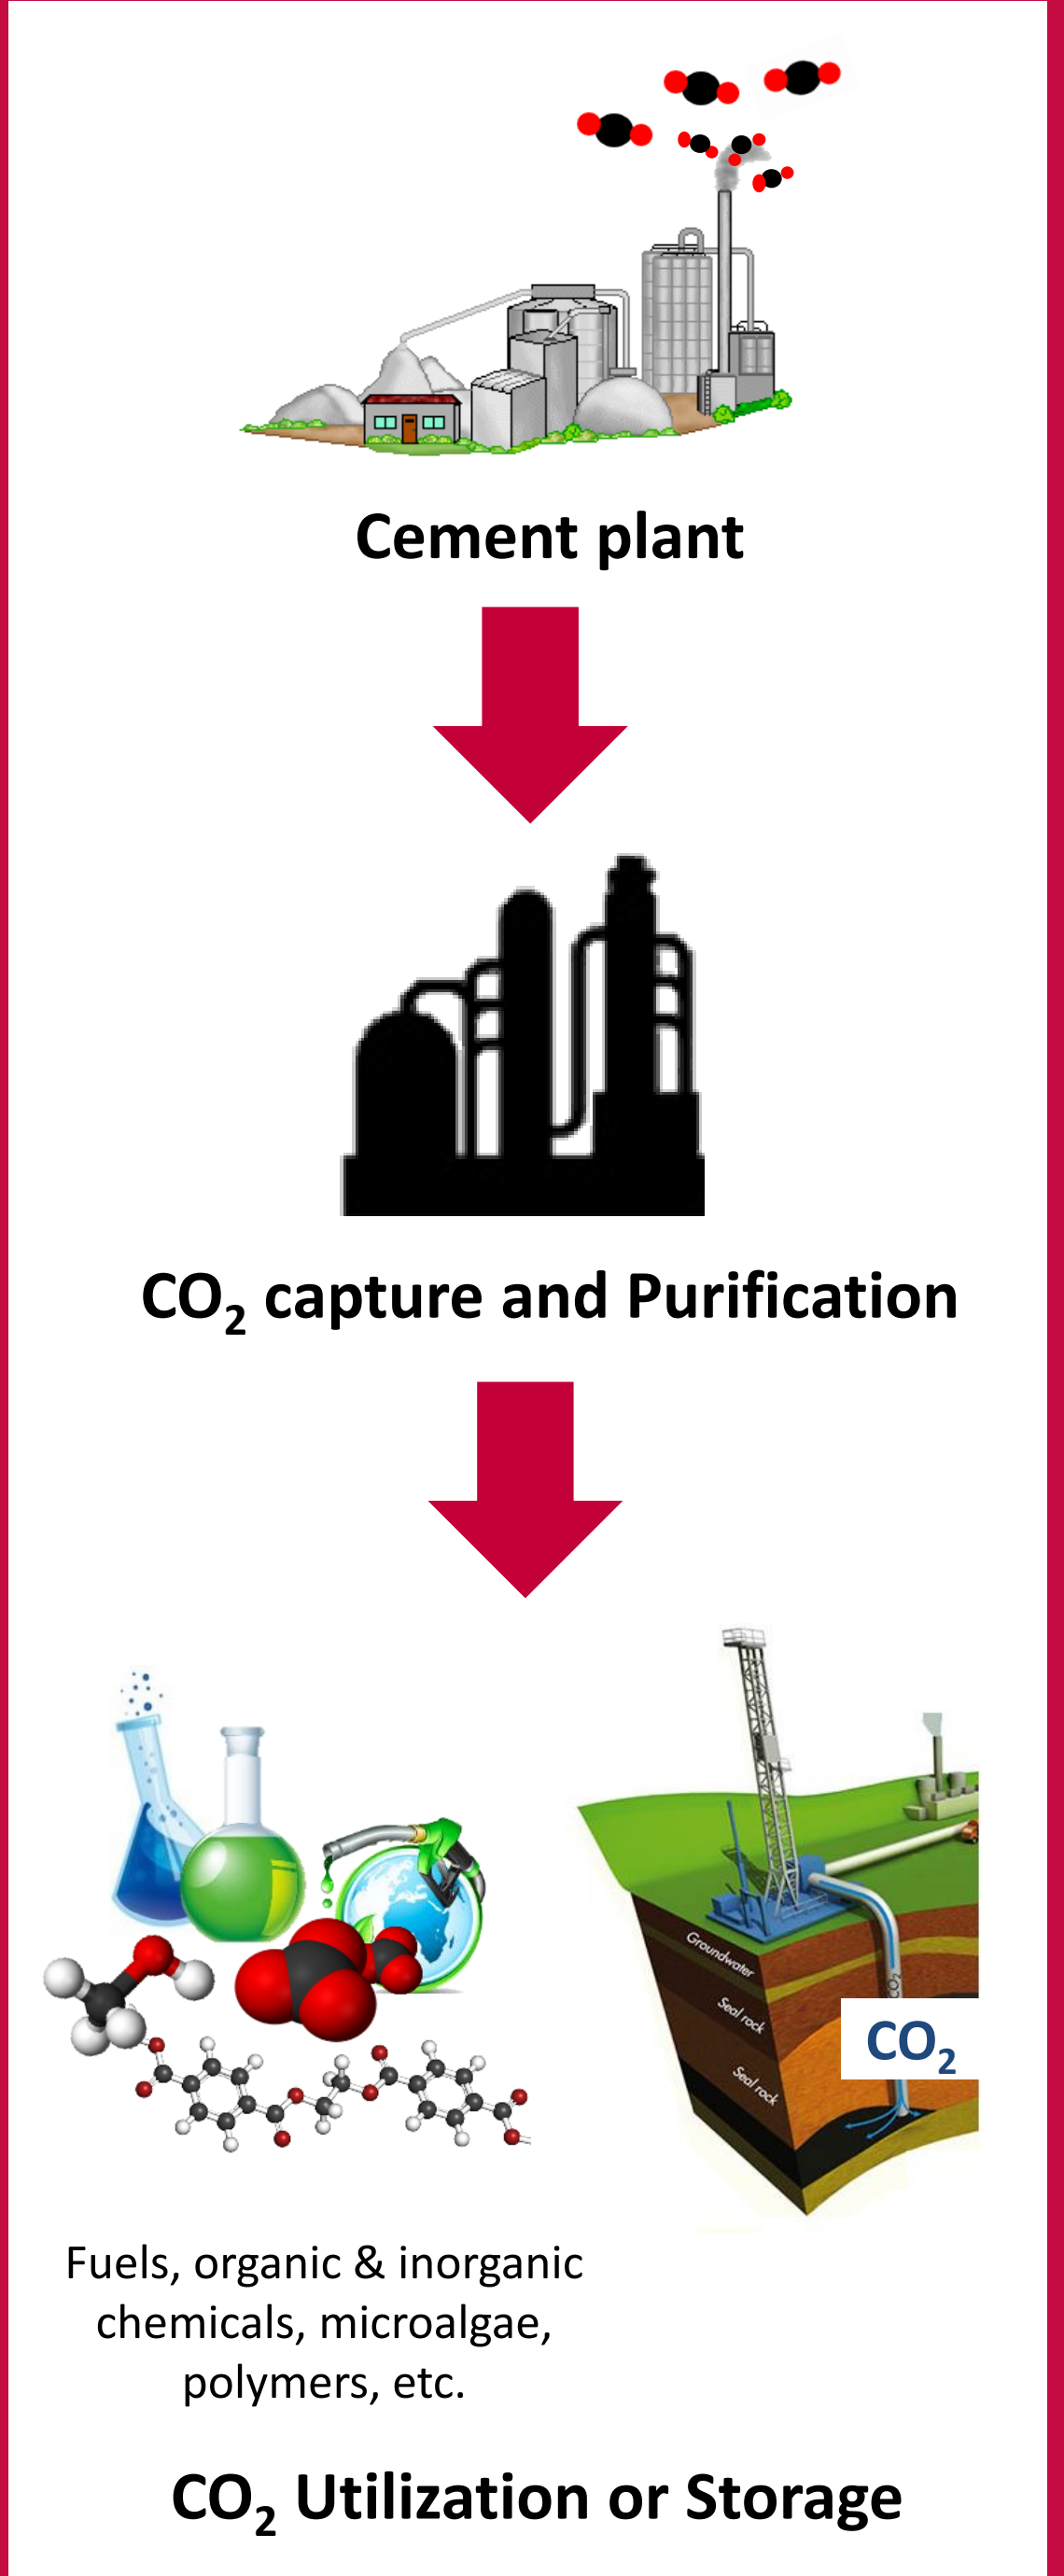 Cement plant
CO₂ capture and Purification
Groundwater
Seal rock
Seal rock
CO₂
CO₂
Fuels, organic & inorganic
chemicals, microalgae,
polymers, etc.
CO₂ Utilization or Storage